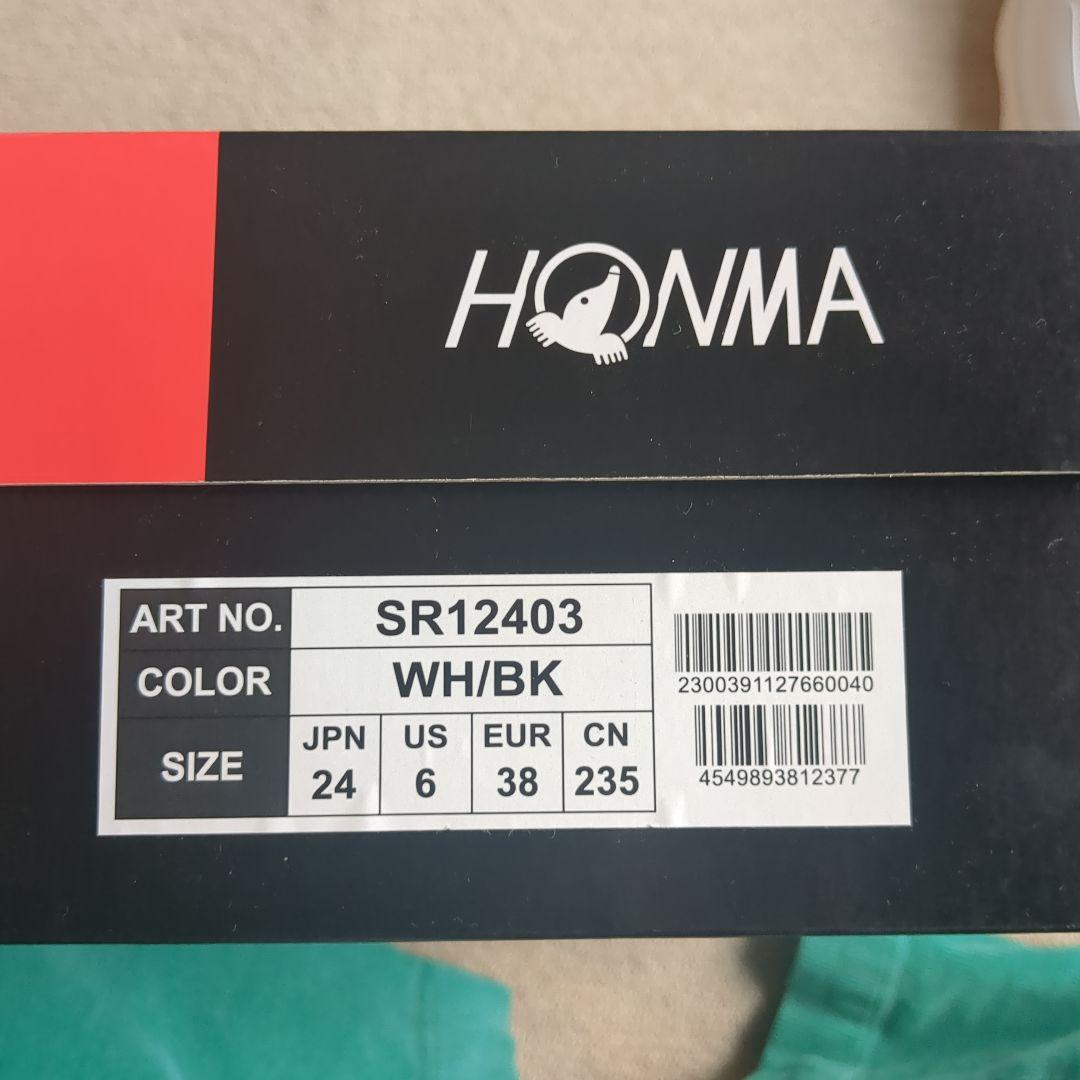 HONMA
ART NO. SR12403
COLOR WH/BK
SIZE
JPN US EUR CN
24 6 38 235
2300391127660040
4549893812377